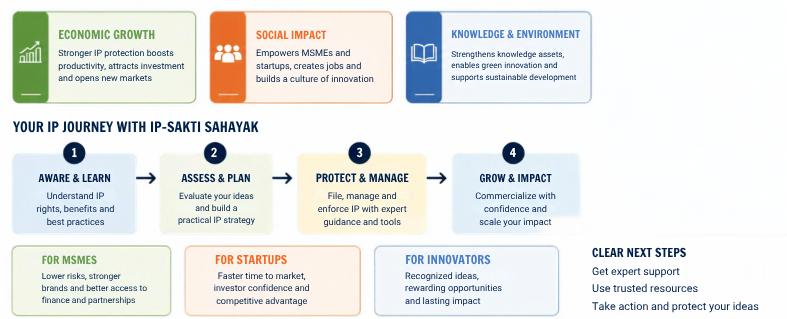 ECONOMIC GROWTH
Stronger IP protection boosts
productivity, attracts investment
and opens new markets
SOCIAL IMPACT
Empowers MSMEs and
startups, creates jobs and
builds a culture of innovation
KNOWLEDGE & ENVIRONMENT
Strengthens knowledge assets,
enables green innovation and
supports sustainable development
YOUR IP JOURNEY WITH IP-SAKTI SAHAYAK
1
AWARE & LEARN
Understand IP
rights, benefits and
best practices
2
ASSESS & PLAN
Evaluate your ideas
and build a
practical IP strategy
3
PROTECT & MANAGE
File, manage and
enforce IP with expert
guidance and tools
4
GROW & IMPACT
Commercialize with
confidence and
scale your impact
FOR MSMES
Lower risks, stronger
brands and better access to
finance and partnerships
FOR STARTUPS
Faster time to market,
investor confidence and
competitive advantage
FOR INNOVATORS
Recognized ideas,
rewarding opportunities
and lasting impact
CLEAR NEXT STEPS
Get expert support
Use trusted resources
Take action and protect your ideas